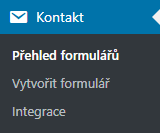 Kontakt
Přehled formulářů
Vytvořit formulář
Integrace